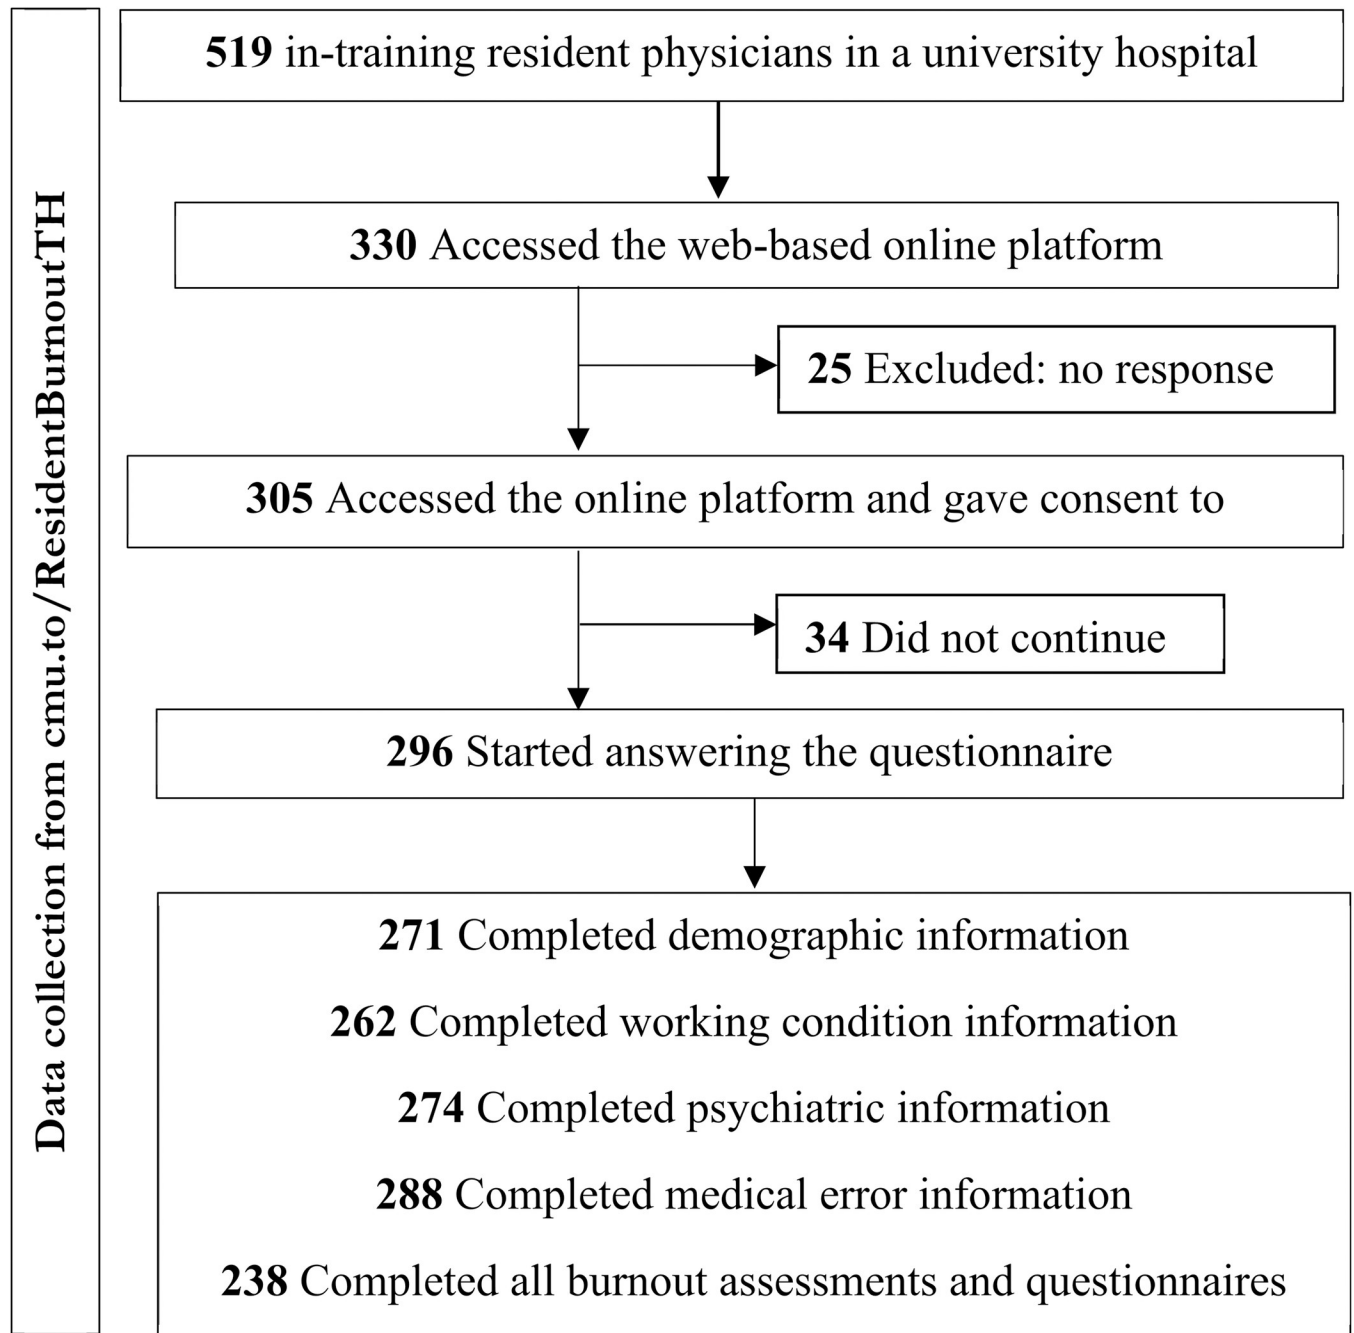 Data collection from cmu.to/ResidentBurnoutTH
519 in-training resident physicians in a university hospital
330 Accessed the web-based online platform
25 Excluded: no response
305 Accessed the online platform and gave consent to
34 Did not continue
296 Started answering the questionnaire
271 Completed demographic information
262 Completed working condition information
274 Completed psychiatric information
288 Completed medical error information
238 Completed all burnout assessments and questionnaires